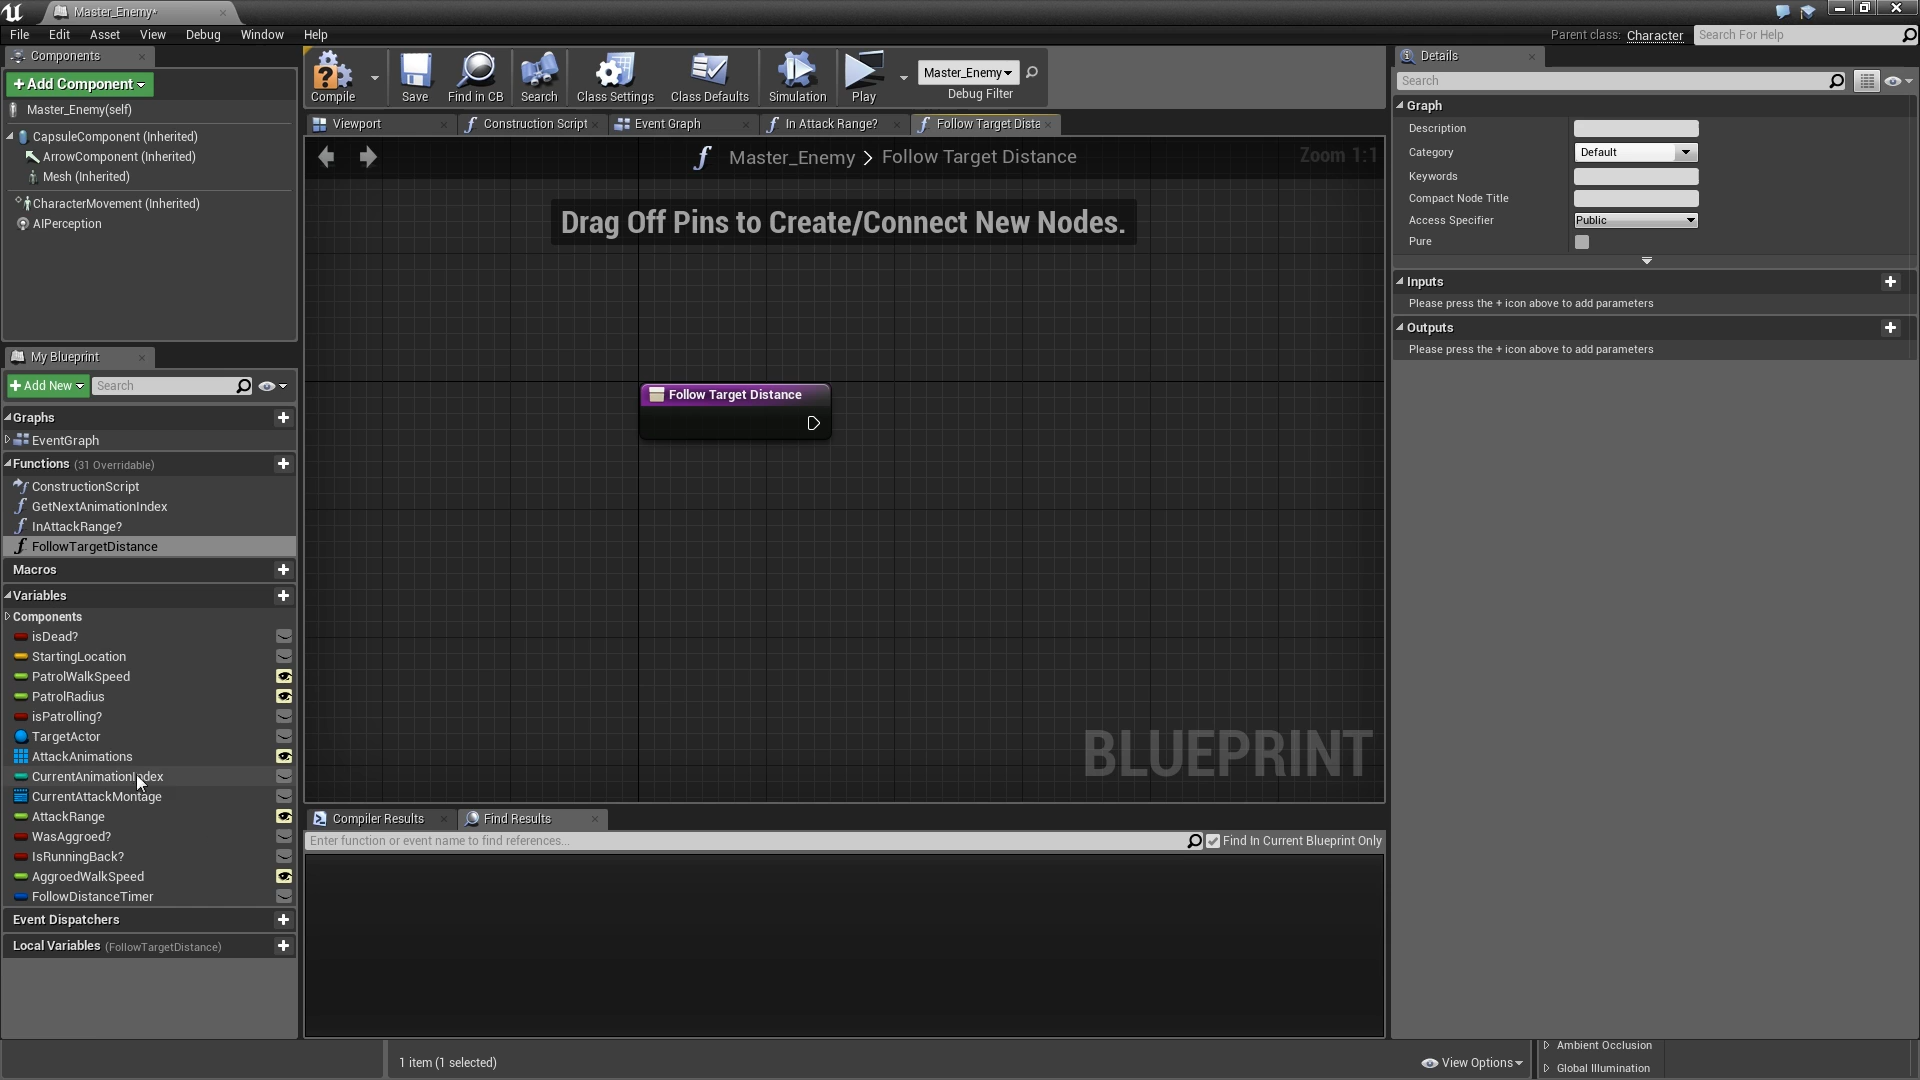 Master_Enemy*
File Edit Asset View Debug Window Help
Parent class: Character
Search For Help
Components
+Add Component
Master_Enemy(self)
CapsuleComponent (Inherited)
ArrowComponent (Inherited)
Mesh (Inherited)
CharacterMovement (Inherited)
AIPerception
My Blueprint
+Add New
Search
Graphs
EventGraph
Functions (31 Overridable)
ConstructionScript
GetNextAnimationIndex
InAttackRange?
FollowTargetDistance
Macros
Variables
Components
isDead?
StartingLocation
PatrolWalkSpeed
PatrolRadius
isPatrolling?
TargetActor
AttackAnimations
CurrentAnimationIndex
CurrentAttackMontage
AttackRange
WasAggroed?
IsRunningBack?
AggroedWalkSpeed
FollowDistanceTimer
Event Dispatchers
Local Variables (FollowTargetDistance)
Compile
Save
Find in CB
Search
Class Settings
Class Defaults
Simulation
Play
Master_Enemy
Debug Filter
Viewport
Construction Script
Event Graph
In Attack Range?
Follow Target Dista
Master_Enemy > Follow Target Distance
Zoom 1:1
Drag Off Pins to Create/Connect New Nodes.
Follow Target Distance
BLUEPRINT
Compiler Results
Find Results
Enter function or event name to find references...
Find In Current Blueprint Only
Details
Search
Graph
Description
Category Default
Keywords
Compact Node Title
Access Specifier Public
Pure
Inputs
Please press the + icon above to add parameters
Outputs
Please press the + icon above to add parameters
1 item (1 selected)
View Options
Ambient Occlusion
Global Illumination